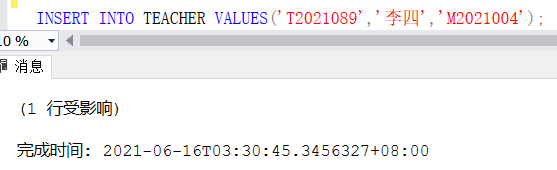 INSERT INTO TEACHER VALUES('T2021089','李四','M2021004');
10 %
消息
(1 行受影响)
完成时间: 2021-06-16T03:30:45.3456327+08:00